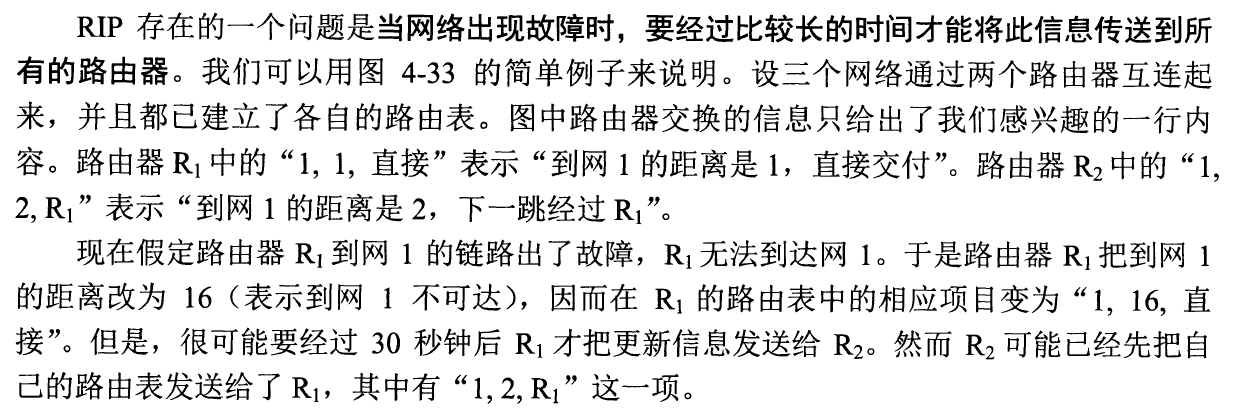 RIP 存在的一个问题是当网络出现故障时，要经过比较长的时间才能将此信息传送到所
有的路由器。我们可以用图 4-33 的简单例子来说明。设三个网络通过两个路由器互连起
来，并且都已建立了各自的路由表。图中路由器交换的信息只给出了我们感兴趣的一行内
容。路由器 R₁ 中的“1, 1, 直接”表示“到网 1 的距离是 1，直接交付”。路由器 R₂ 中的“1,
2, R₁”表示“到网 1 的距离是 2，下一跳经过 R₁”。
现在假定路由器 R₁ 到网 1 的链路出了故障，R₁ 无法到达网 1。于是路由器 R₁ 把到网 1
的距离改为 16（表示到网 1 不可达），因而在 R₁ 的路由表中的相应项目变为“1, 16, 直
接”。但是，很可能要经过 30 秒钟后 R₁ 才把更新信息发送给 R₂。然而 R₂ 可能已经先把自
己的路由表发送给了 R₁，其中有“1, 2, R₁”这一项。